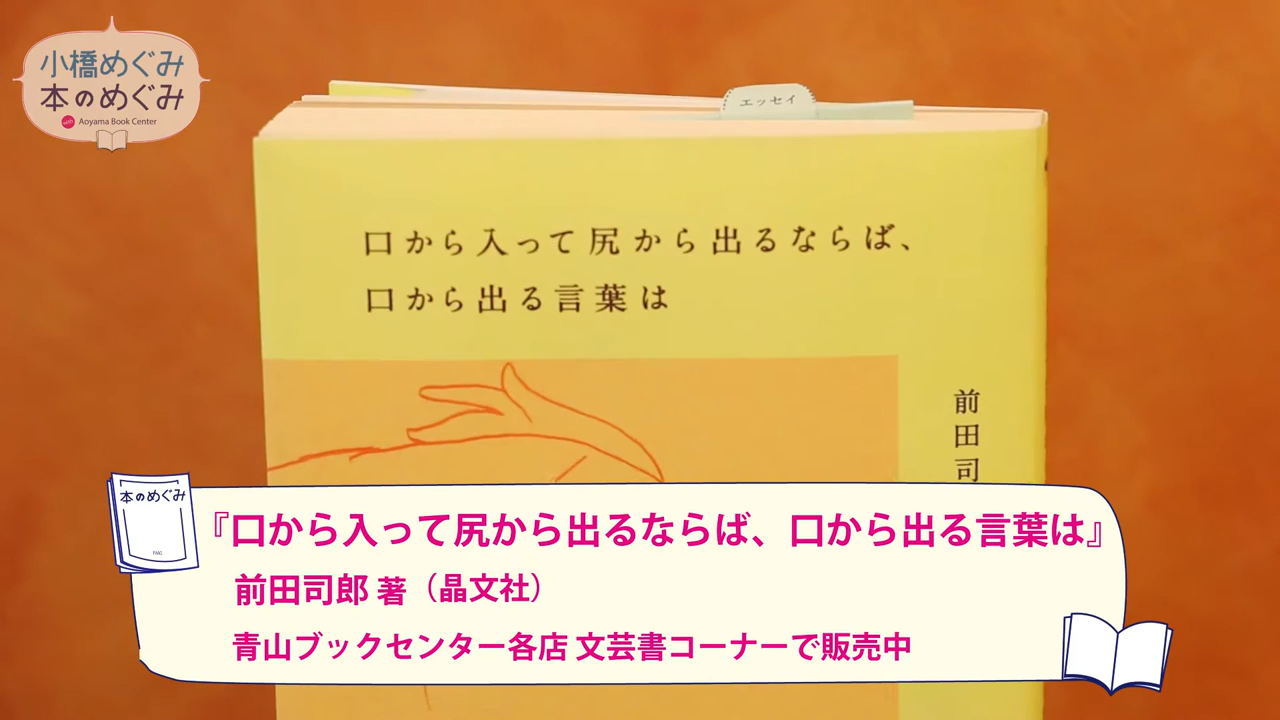 小橋めぐみ
本のめぐみ
with Aoyama Book Center
エッセイ
口から入って尻から出るならば、
口から出る言葉は
前田司
本のめぐみ
『口から入って尻から出るならば、口から出る言葉は』
前田司郎 著（晶文社）
青山ブックセンター各店 文芸書コーナーで販売中